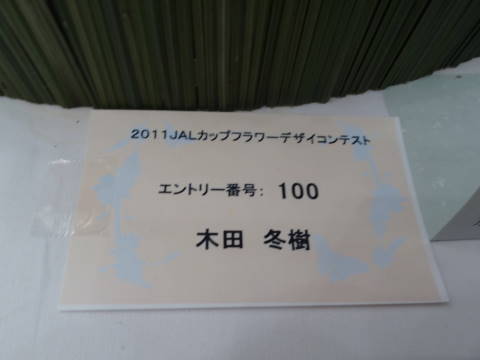 2011JALカップフラワーデザイコンテスト
エントリー番号： 100
木田 冬樹